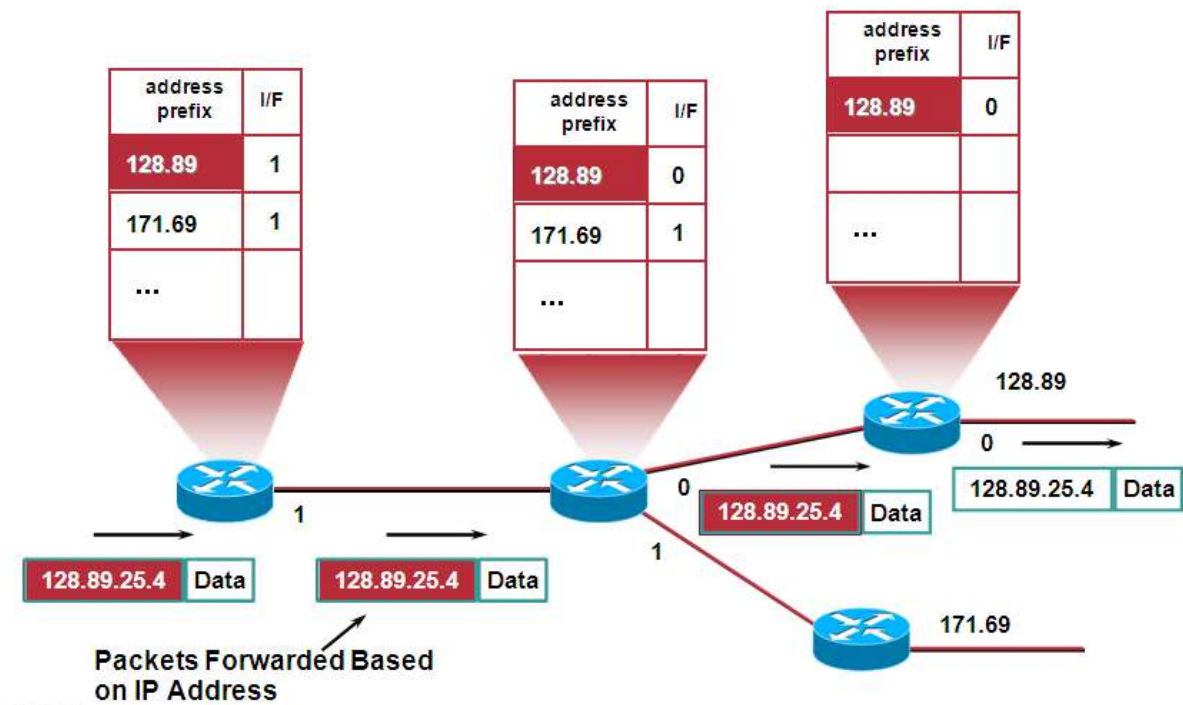 address prefix I/F
128.89 1
171.69 1
...
address prefix I/F
128.89 0
171.69 1
...
address prefix I/F
128.89 0
...
128.89
0
128.89.25.4 Data
0
128.89.25.4 Data
1
1
128.89.25.4 Data
128.89.25.4 Data
171.69
Packets Forwarded Based
on IP Address